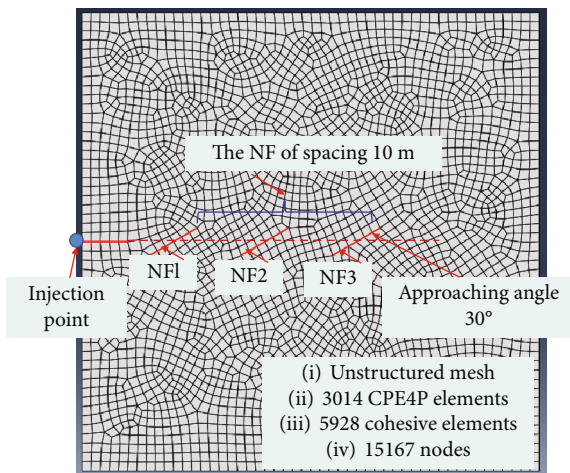 The NF of spacing 10 m
NF1
NF2
NF3
Injection
point
Approaching angle
30°
(i) Unstructured mesh
(ii) 3014 CPE4P elements
(iii) 5928 cohesive elements
(iv) 15167 nodes